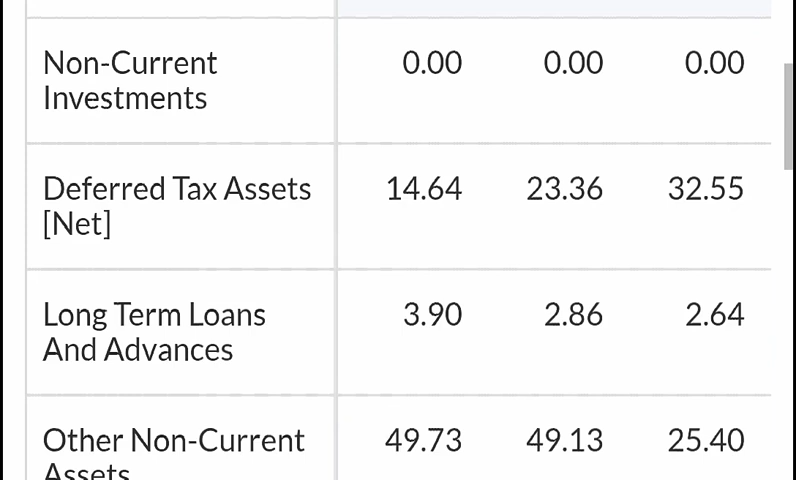 Non-Current 0.00 0.00 0.00
Investments
Deferred Tax Assets 14.64 23.36 32.55
[Net]
Long Term Loans 3.90 2.86 2.64
And Advances
Other Non-Current 49.73 49.13 25.40
Assets